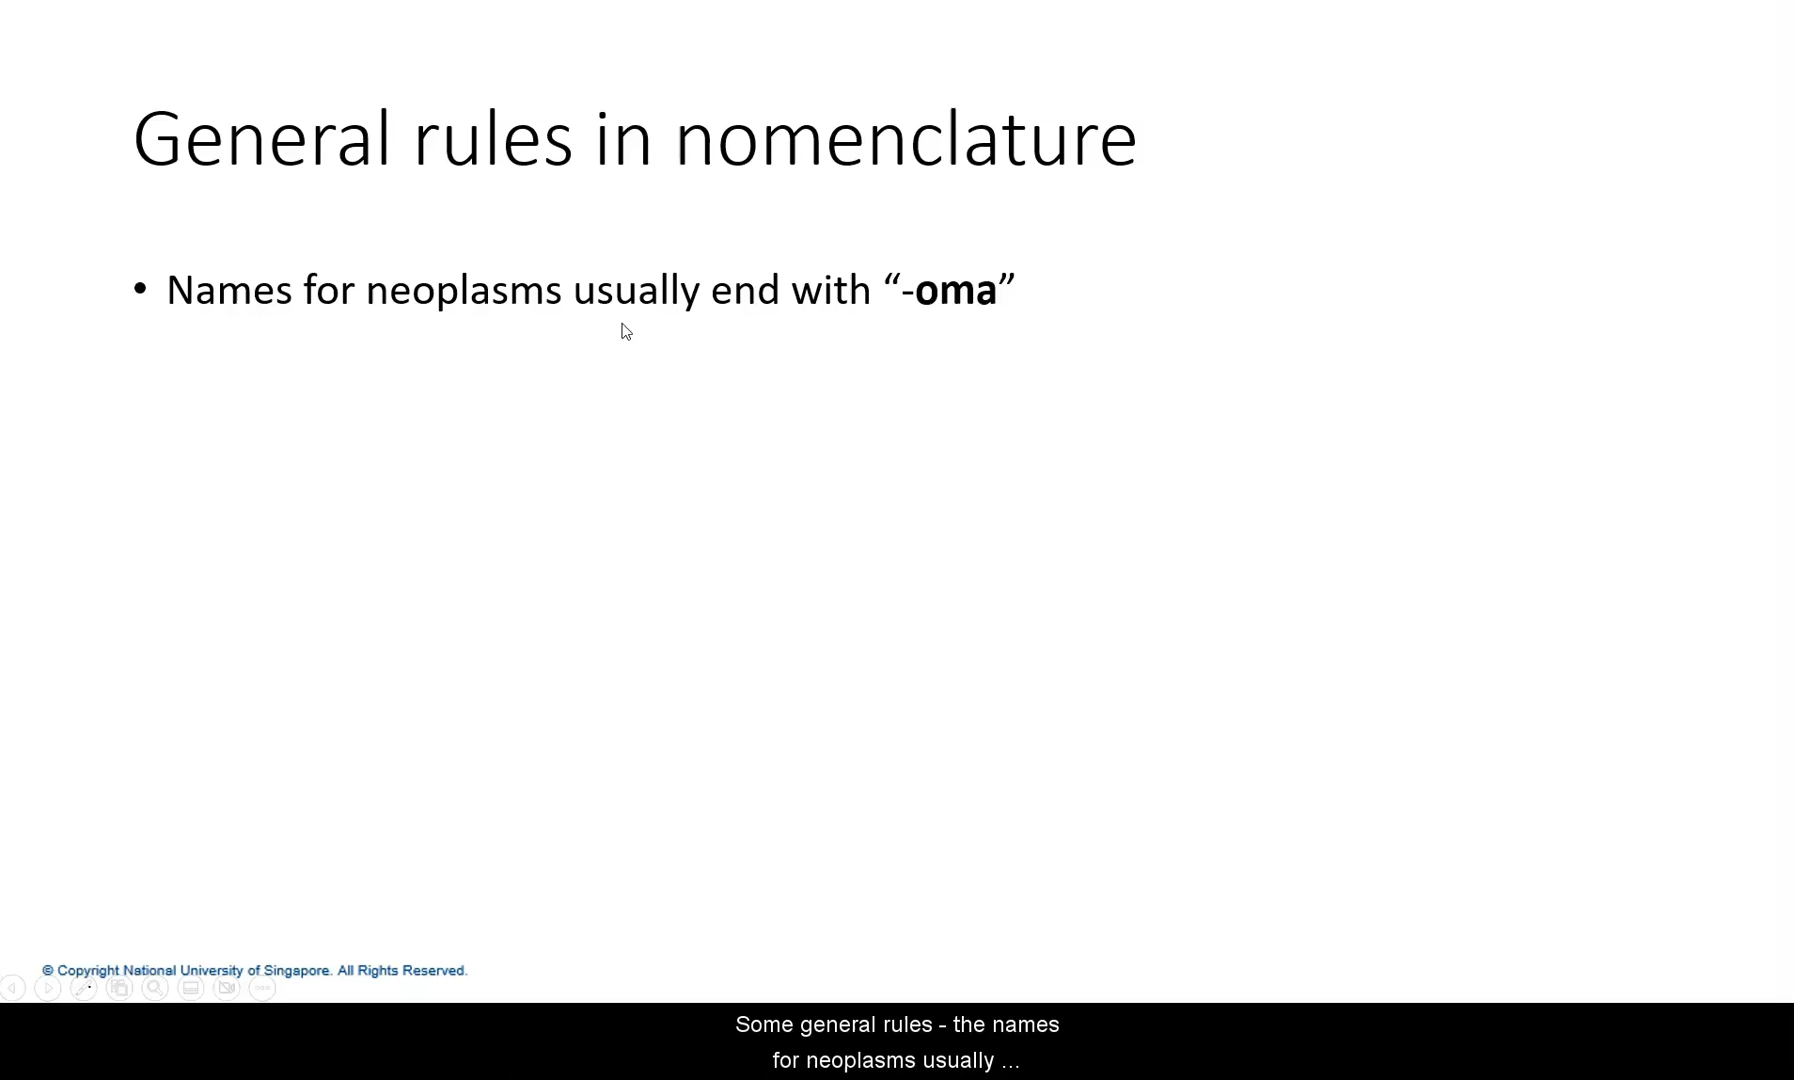 General rules in nomenclature
• Names for neoplasms usually end with “-oma”
© Copyright National University of Singapore. All Rights Reserved.
Some general rules - the names
for neoplasms usually ...